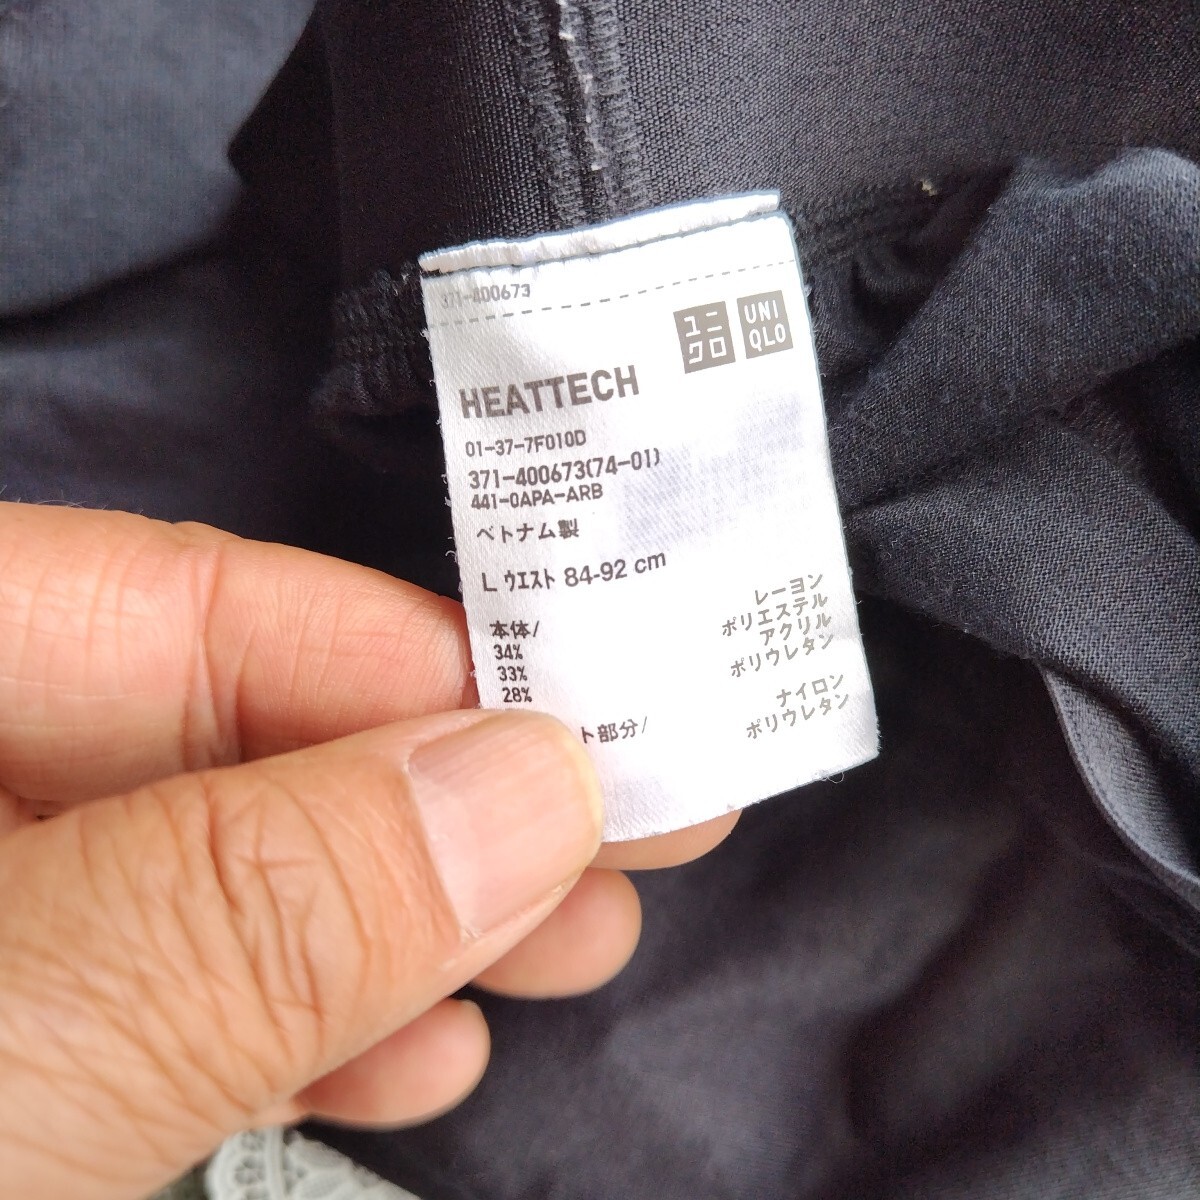 371-400673
ユニ UNI
クロ QLO
HEATTECH
01-37-7F010D
371-400673(74-01)
441-0APA-ARB
ベトナム製
L ウエスト 84-92 cm
本体/
34% レーヨン
33% ポリエステル
28% アクリル
ポリウレタン
ト部分/
ナイロン
ポリウレタン